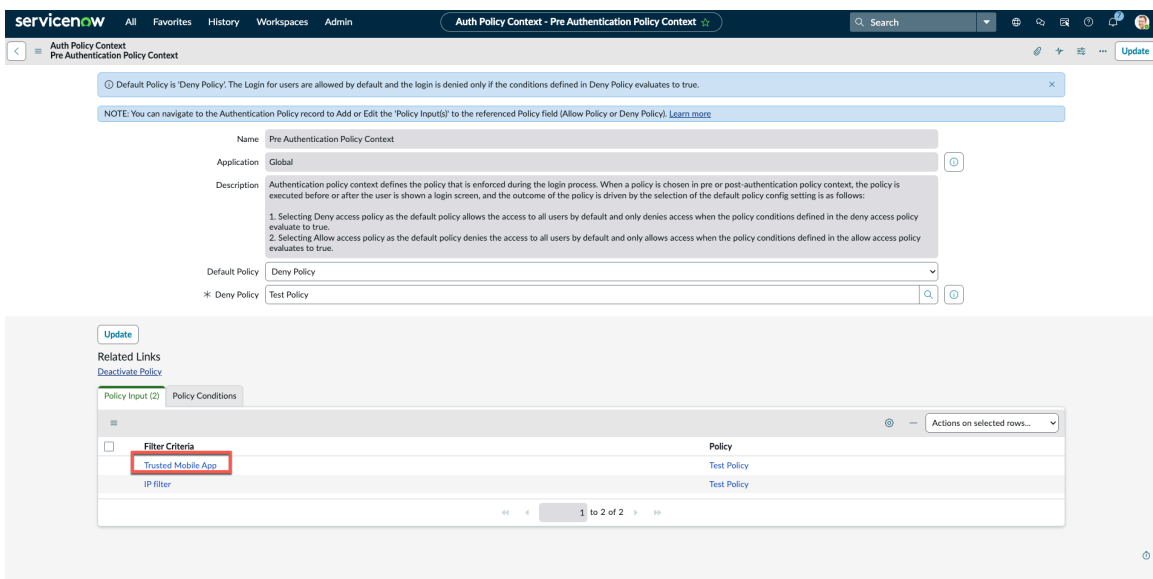 servicenow All Favorites History Workspaces Admin Auth Policy Context - Pre Authentication Policy Context Search
Auth Policy Context
Pre Authentication Policy Context
Update
Default Policy is 'Deny Policy'. The Login for users are allowed by default and the login is denied only if the conditions defined in Deny Policy evaluates to true.
NOTE: You can navigate to the Authentication Policy record to Add or Edit the 'Policy Input(s)' to the referenced Policy field (Allow Policy or Deny Policy). Learn more
Name Pre Authentication Policy Context
Application Global
Description Authentication policy context defines the policy that is enforced during the login process. When a policy is chosen in pre or post-authentication policy context, the policy is
executed before or after the user is shown a login screen, and the outcome of the policy is driven by the selection of the default policy config setting is as follows:
1. Selecting Deny access policy as the default policy allows the access to all users by default and only denies access when the policy conditions defined in the deny access policy
evaluate to true.
2. Selecting Allow access policy as the default policy denies the access to all users by default and only allows access when the policy conditions defined in the allow access policy
evaluates to true.
Default Policy Deny Policy
Deny Policy Test Policy
Update
Related Links
Deactivate Policy
Policy Input (2) Policy Conditions
Actions on selected rows...
Filter Criteria Policy
Trusted Mobile App Test Policy
IP filter Test Policy
1 to 2 of 2